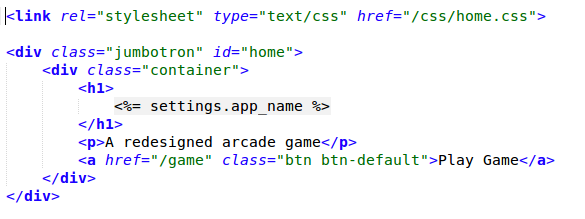 <link rel="stylesheet" type="text/css" href="/css/home.css">
<div class="jumbotron" id="home">
<div class="container">
<h1>
<%= settings.app_name %>
</h1>
<p>A redesigned arcade game</p>
<a href="/game" class="btn btn-default">Play Game</a>
</div>
</div>